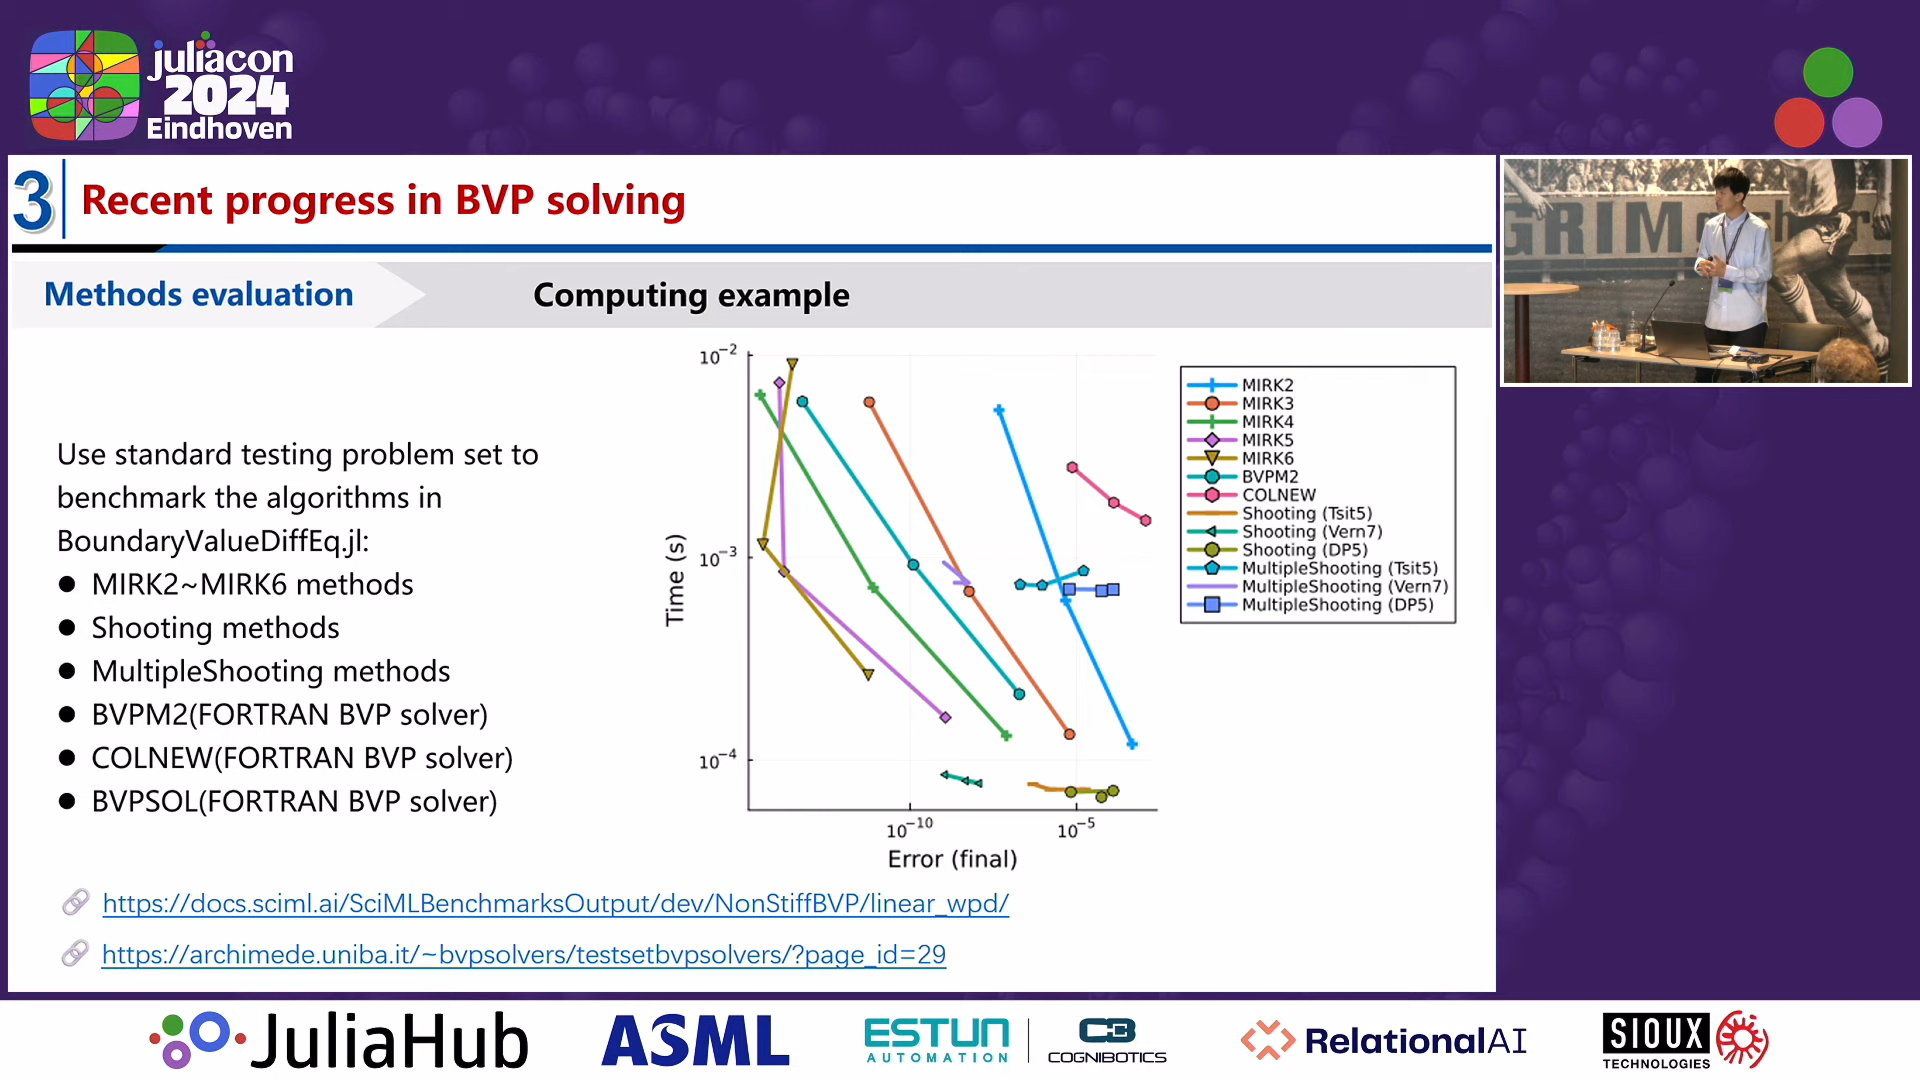 juliacon
2024
Eindhoven
3
Recent progress in BVP solving
Methods evaluation
Computing example
Use standard testing problem set to
benchmark the algorithms in
BoundaryValueDiffEq.jl:
● MIRK2~MIRK6 methods
● Shooting methods
● MultipleShooting methods
● BVPM2(FORTRAN BVP solver)
● COLNEW(FORTRAN BVP solver)
● BVPSOL(FORTRAN BVP solver)
Time (s)
10⁻²
10⁻³
10⁻⁴
10⁻¹⁰
10⁻⁵
Error (final)
MIRK2
MIRK3
MIRK4
MIRK5
MIRK6
BVPM2
COLNEW
Shooting (Tsit5)
Shooting (Vern7)
Shooting (DP5)
MultipleShooting (Tsit5)
MultipleShooting (Vern7)
MultipleShooting (DP5)
https://docs.sciml.ai/SciMLBenchmarksOutput/dev/NonStiffBVP/linear_wpd/
https://archimede.uniba.it/~bvpsolvers/testsetbvpsolvers/?page_id=29
JuliaHub
ASML
ESTUN
AUTOMATION
COGNIBOTICS
RelationalAI
SIOUX
TECHNOLOGIES